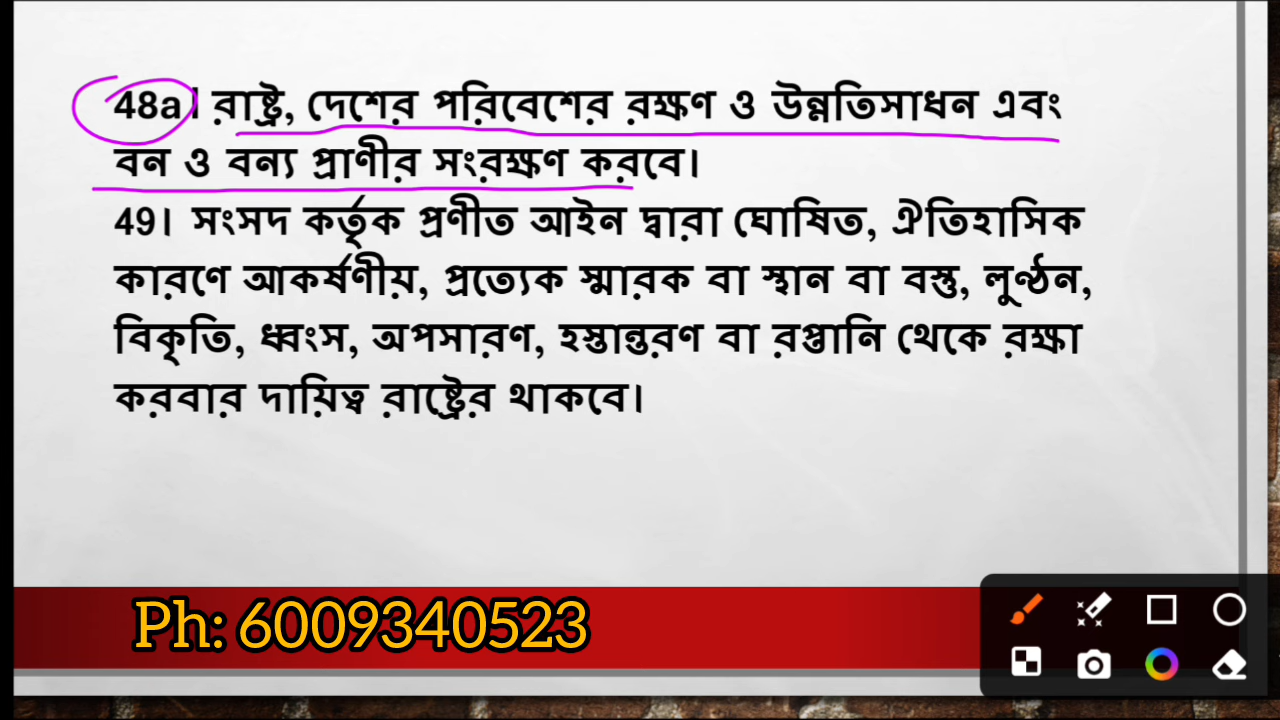 48a। রাষ্ট্র, দেশের পরিবেশের রক্ষণ ও উন্নতিসাধন এবং
বন ও বন্য প্রাণীর সংরক্ষণ করবে।
49। সংসদ কর্তৃক প্রণীত আইন দ্বারা ঘোষিত, ঐতিহাসিক
কারণে আকর্ষণীয়, প্রত্যেক স্মারক বা স্থান বা বস্তু, লুণ্ঠন,
বিকৃতি, ধ্বংস, অপসারণ, হস্তান্তরণ বা রপ্তানি থেকে রক্ষা
করবার দায়িত্ব রাষ্ট্রের থাকবে।
Ph: 6009340523